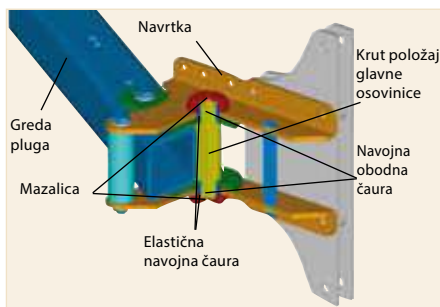 Navrtka
Krut položaj
glavne
osovinice
Greda
pluga
Navojna
obodna
čaura
Mazalica
Elastična
navojna čaura